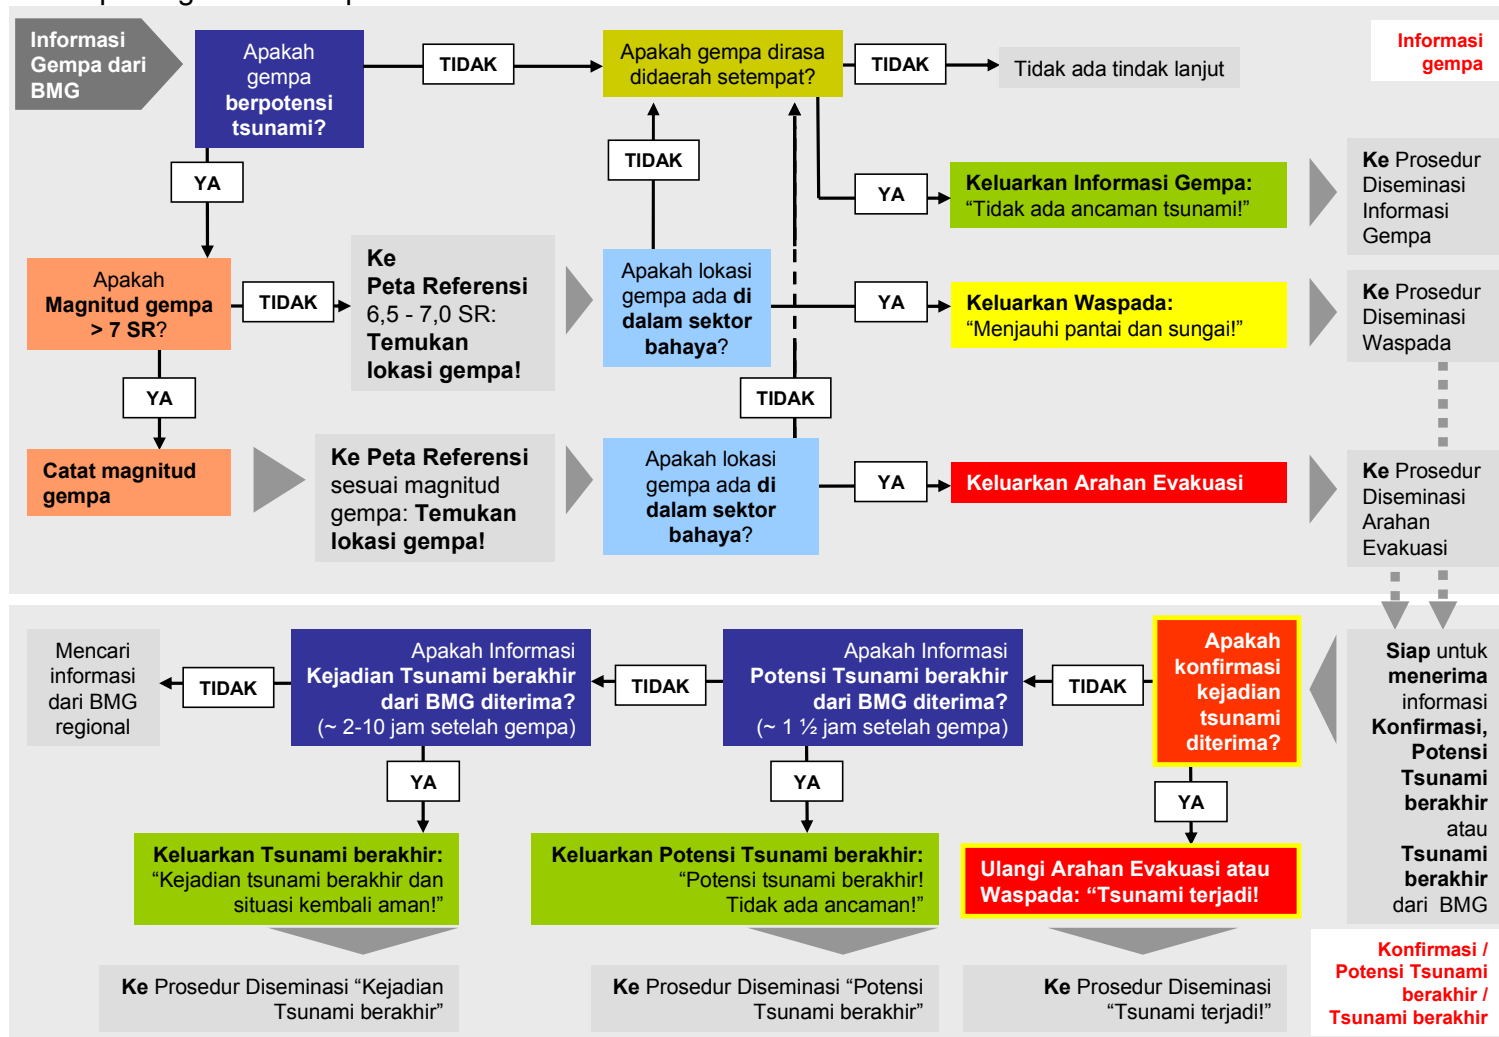 Informasi
Gempa dari
BMG
Apakah
gempa
berpotensi
tsunami?
TIDAK
Apakah gempa dirasa
didaerah setempat?
TIDAK
Tidak ada tindak lanjut
Informasi
gempa
YA
TIDAK
YA
Keluarkan Informasi Gempa:
“Tidak ada ancaman tsunami!”
Ke Prosedur
Diseminasi
Informasi
Gempa
Apakah
Magnitud gempa
> 7 SR?
TIDAK
Ke
Peta Referensi
6,5 - 7,0 SR:
Temukan
lokasi gempa!
Apakah lokasi
gempa ada di
dalam sektor
bahaya?
YA
Keluarkan Waspada:
“Menjauhi pantai dan sungai!”
Ke Prosedur
Diseminasi
Waspada
YA
TIDAK
Catat magnitud
gempa
Ke Peta Referensi
sesuai magnitud
gempa: Temukan
lokasi gempa!
Apakah lokasi
gempa ada di
dalam sektor
bahaya?
YA
Keluarkan Arahan Evakuasi
Ke Prosedur
Diseminasi
Arahan
Evakuasi
Mencari
informasi
dari BMG
regional
TIDAK
Apakah Informasi
Kejadian Tsunami berakhir
dari BMG diterima?
(~ 2-10 jam setelah gempa)
TIDAK
Apakah Informasi
Potensi Tsunami berakhir
dari BMG diterima?
(~ 1 ½ jam setelah gempa)
TIDAK
Apakah
konfirmasi
kejadian
tsunami
diterima?
Siap untuk
menerima
informasi
Konfirmasi,
Potensi
Tsunami
berakhir
atau
Tsunami
berakhir
dari BMG
YA
YA
YA
Keluarkan Tsunami berakhir:
“Kejadian tsunami berakhir dan
situasi kembali aman!”
Keluarkan Potensi Tsunami berakhir:
“Potensi tsunami berakhir!
Tidak ada ancaman!”
Ulangi Arahan Evakuasi atau
Waspada: “Tsunami terjadi!
Ke Prosedur Diseminasi “Kejadian
Tsunami berakhir”
Ke Prosedur Diseminasi “Potensi
Tsunami berakhir”
Ke Prosedur Diseminasi
“Tsunami terjadi!”
Konfirmasi /
Potensi Tsunami
berakhir /
Tsunami berakhir